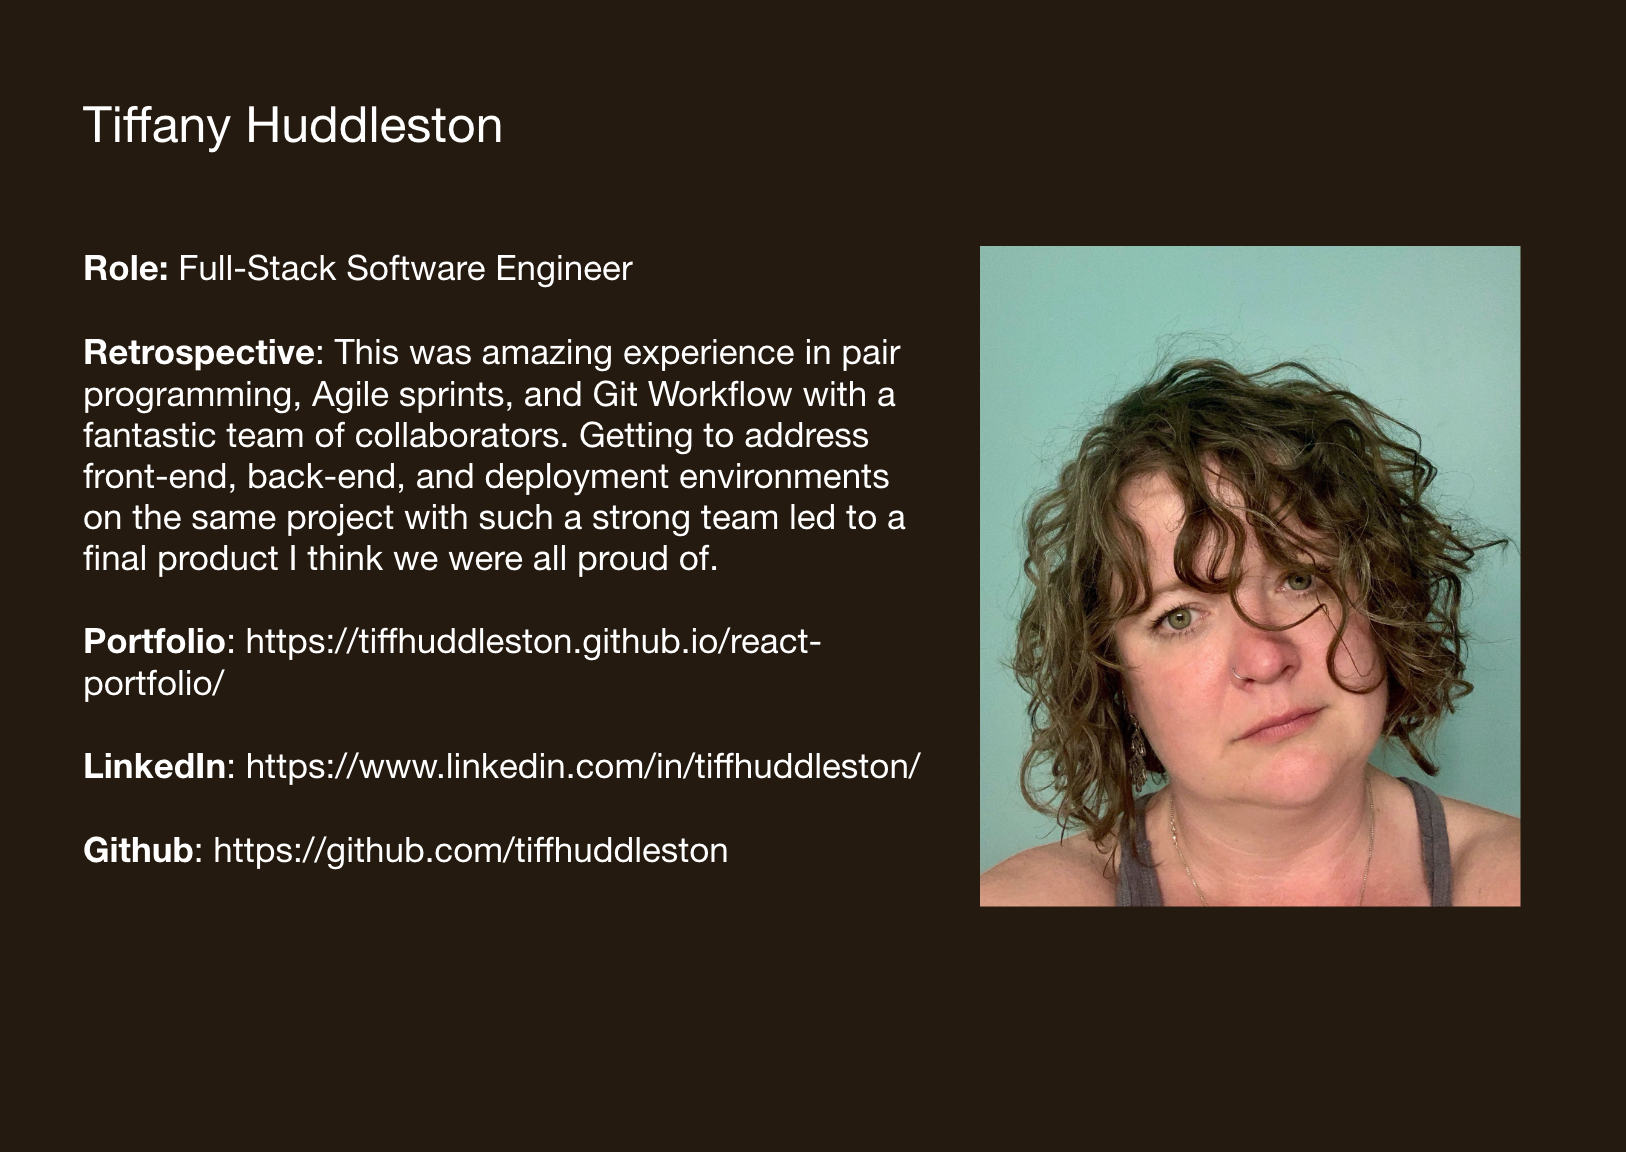 Tiffany Huddleston
Role: Full-Stack Software Engineer
Retrospective: This was amazing experience in pair
programming, Agile sprints, and Git Workflow with a
fantastic team of collaborators. Getting to address
front-end, back-end, and deployment environments
on the same project with such a strong team led to a
final product I think we were all proud of.
Portfolio: https://tiffhuddleston.github.io/react-
portfolio/
LinkedIn: https://www.linkedin.com/in/tiffhuddleston/
Github: https://github.com/tiffhuddleston